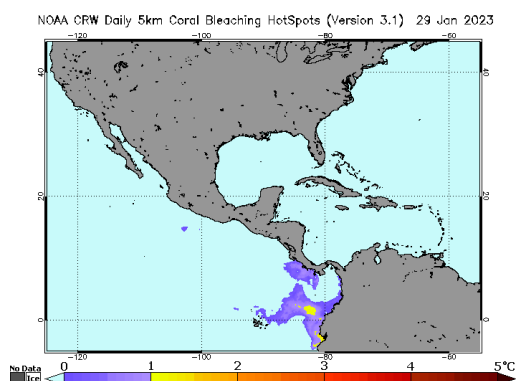 NOAA CRW Daily 5km Coral Bleaching HotSpots (Version 3.1)  29 Jan 2023
−120 −100 −80 −60
40 40
20 20
0 0
−120 −100 −80 −60
No Data 0 1 2 3 4 5°C
Ice